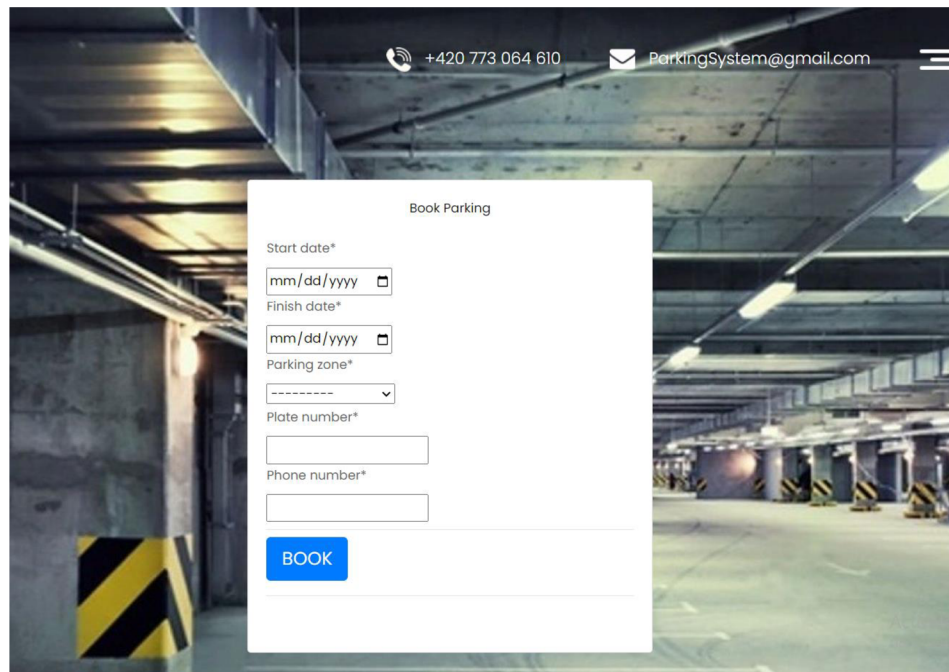 +420 773 064 610 ParkingSystem@gmail.com
Book Parking
Start date*
mm/dd/yyyy
Finish date*
mm/dd/yyyy
Parking zone*
---------
Plate number*
Phone number*
BOOK